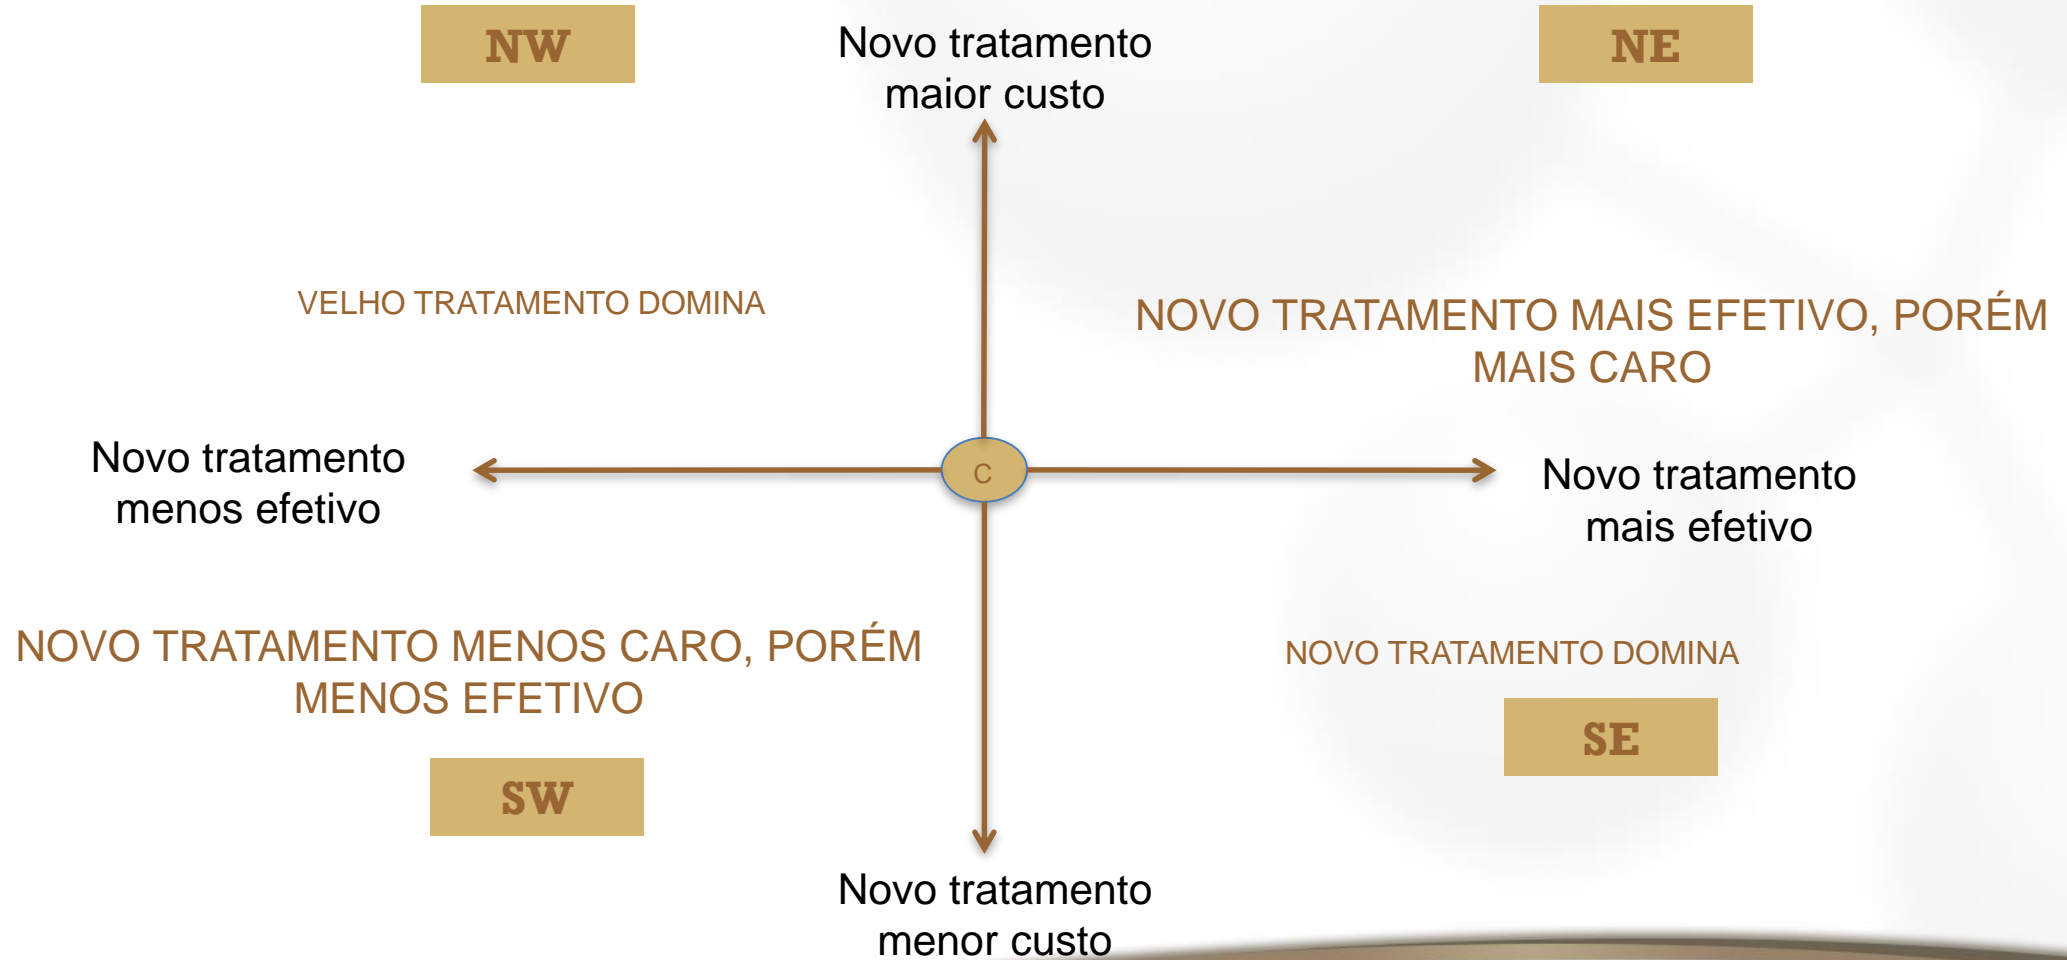 NW
Novo tratamento
maior custo
NE
VELHO TRATAMENTO DOMINA
NOVO TRATAMENTO MAIS EFETIVO, PORÉM
MAIS CARO
Novo tratamento
menos efetivo
C
Novo tratamento
mais efetivo
NOVO TRATAMENTO MENOS CARO, PORÉM
MENOS EFETIVO
NOVO TRATAMENTO DOMINA
SE
SW
Novo tratamento
menor custo